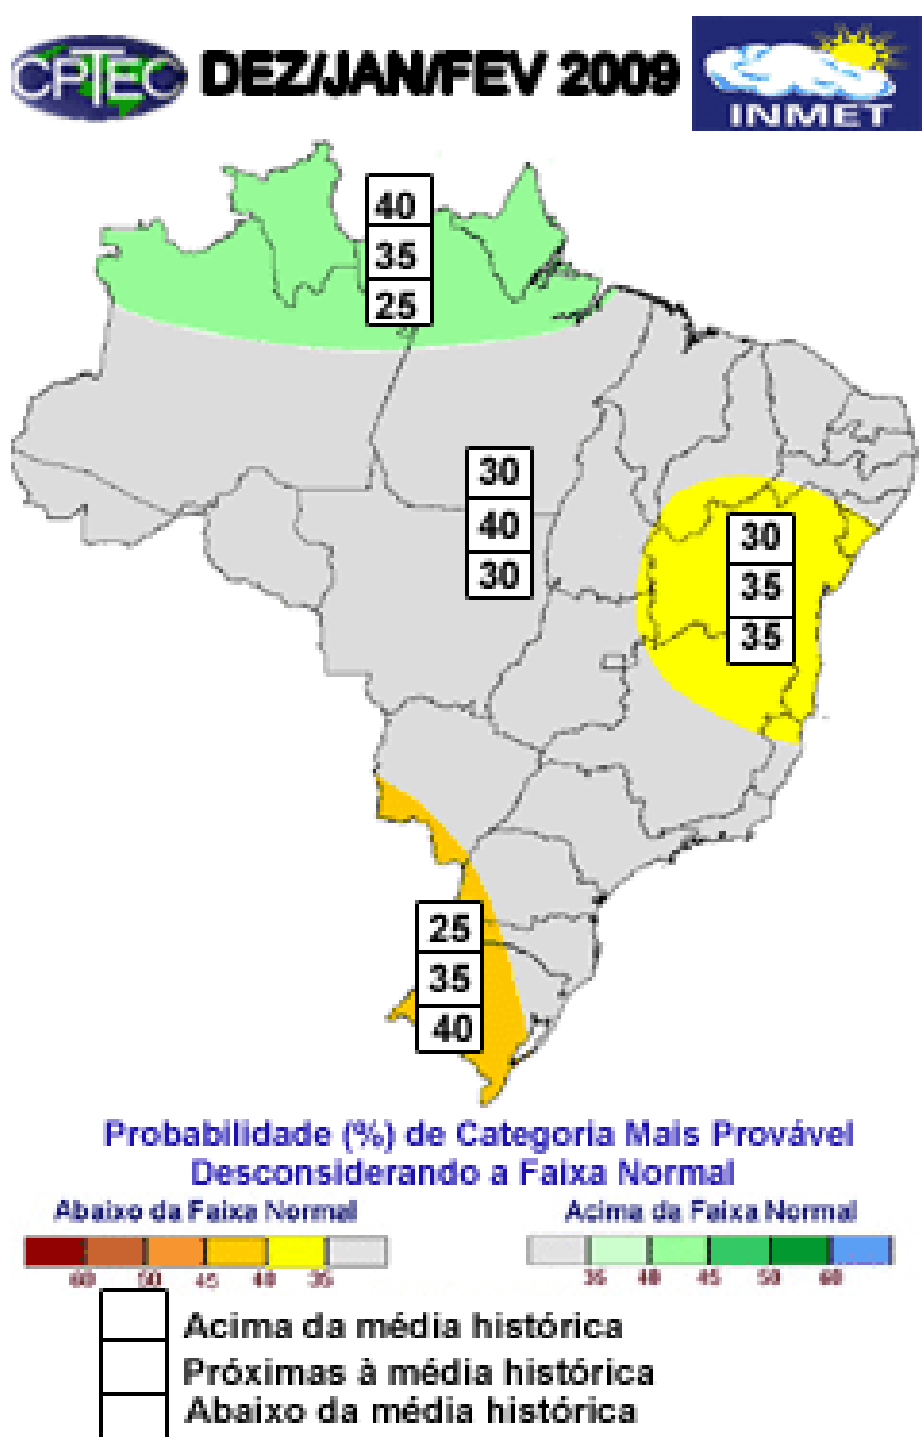 CPTEC DEZ/JAN/FEV 2009 INMET
40
35
25
30
40
30
30
35
35
25
35
40
Probabilidade (%) de Categoria Mais Provável
Desconsiderando a Faixa Normal
Abaixo da Faixa Normal
Acima da Faixa Normal
60 50 45 40 35
35 40 45 50 60
Acima da média histórica
Próximas à média histórica
Abaixo da média histórica